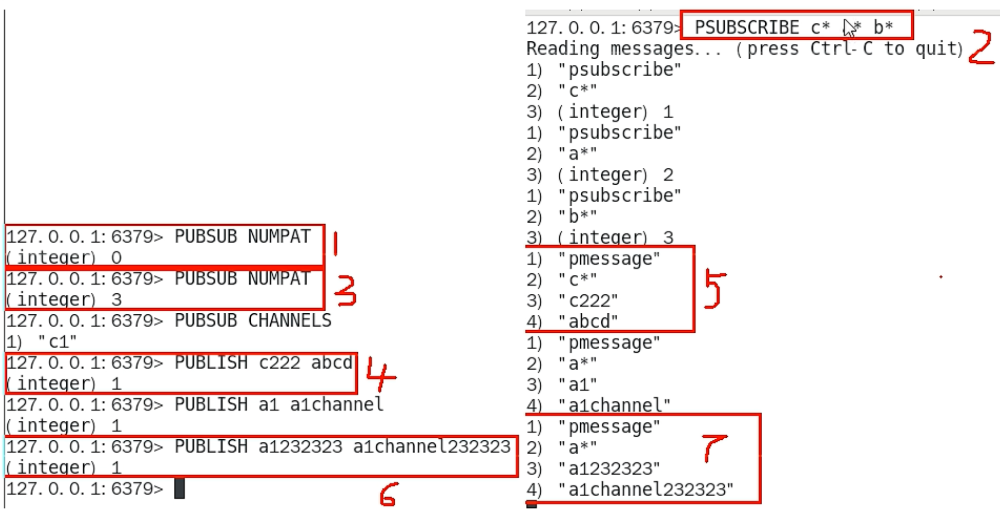 127.0.0.1:6379> PUBSUB NUMPAT
(integer) 0
1
127.0.0.1:6379> PUBSUB NUMPAT
(integer) 3
3
127.0.0.1:6379> PUBSUB CHANNELS
1) "c1"
127.0.0.1:6379> PUBLISH c222 abcd
(integer) 1
4
127.0.0.1:6379> PUBLISH a1 a1channel
(integer) 1
127.0.0.1:6379> PUBLISH a1232323 a1channel232323
(integer) 1
127.0.0.1:6379>
6
127.0.0.1:6379> PSUBSCRIBE c* * b*
2
Reading messages... (press Ctrl-C to quit)
1) "psubscribe"
2) "c*"
3) (integer) 1
1) "psubscribe"
2) "a*"
3) (integer) 2
1) "psubscribe"
2) "b*"
3) (integer) 3
1) "pmessage"
2) "c*"
3) "c222"
4) "abcd"
5
1) "pmessage"
2) "a*"
3) "a1"
4) "a1channel"
1) "pmessage"
2) "a*"
3) "a1232323"
4) "a1channel232323"
7